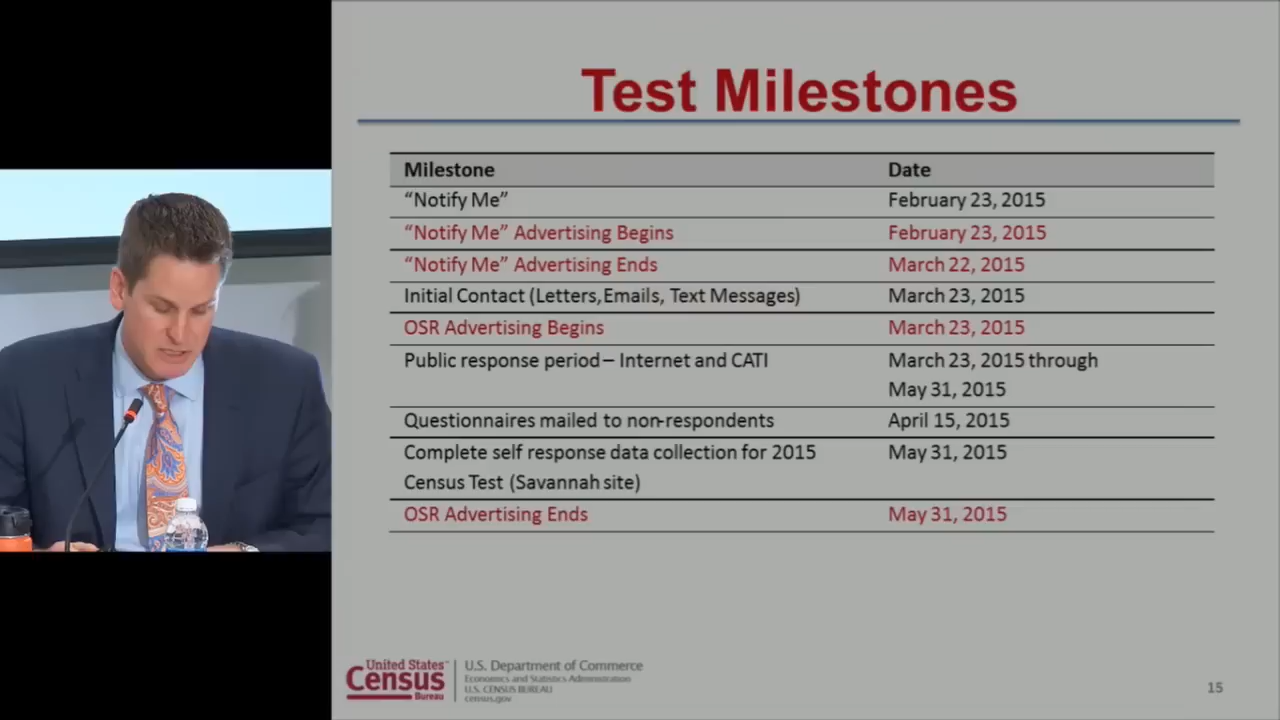 Test Milestones
Milestone Date
“Notify Me” February 23, 2015
“Notify Me” Advertising Begins February 23, 2015
“Notify Me” Advertising Ends March 22, 2015
Initial Contact (Letters, Emails, Text Messages) March 23, 2015
OSR Advertising Begins March 23, 2015
Public response period – Internet and CATI March 23, 2015 through
May 31, 2015
Questionnaires mailed to non-respondents April 15, 2015
Complete self response data collection for 2015 May 31, 2015
Census Test (Savannah site)
OSR Advertising Ends May 31, 2015
United States
Census
Bureau
U.S. Department of Commerce
Economics and Statistics Administration
U.S. CENSUS BUREAU
census.gov
15